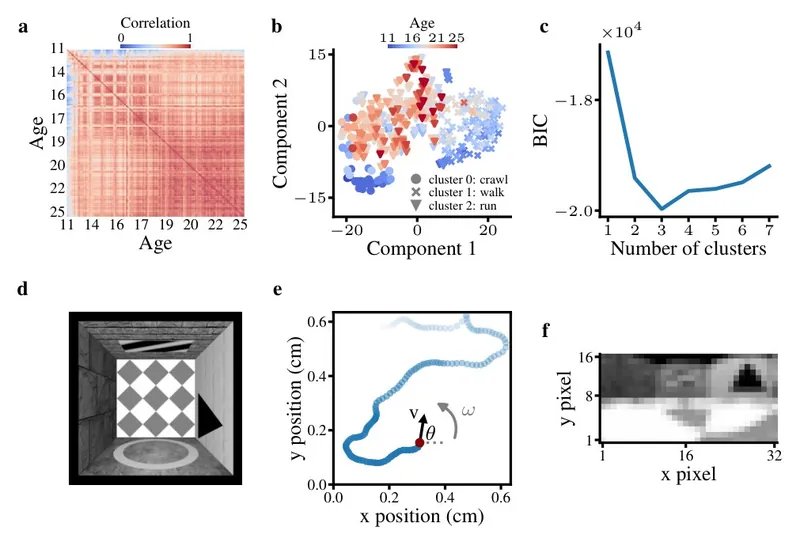 a
Correlation
0 1
11
14
16
17
19
20
22
25
Age
11 14 16 17 19 20 22 25
Age
b
Age
11 16 21 25
15
0
−15
Component 2
cluster 0: crawl
cluster 1: walk
cluster 2: run
−20 0 20
Component 1
c
×10⁴
−1.8
−2.0
BIC
1 2 3 4 5 6 7
Number of clusters
d
e
0.6
0.4
0.2
0.0
y position (cm)
v
θ
ω
0.0 0.2 0.4 0.6
x position (cm)
f
16
8
1
y pixel
1 16 32
x pixel